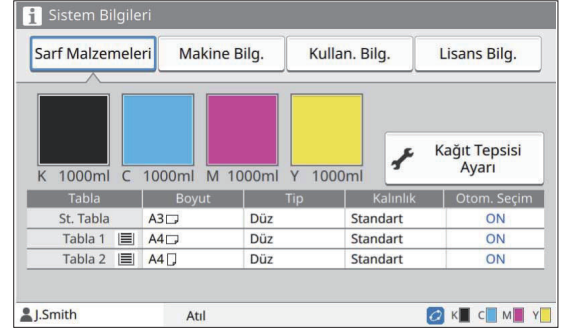 i Sistem Bilgileri
Sarf Malzemeleri Makine Bilg. Kullan. Bilg. Lisans Bilg.
K 1000ml C 1000ml M 1000ml Y 1000ml
Kağıt Tepsisi
Ayarı
Tabla Boyut Tip Kalınlık Otom. Seçim
St. Tabla A3 Düz Standart ON
Tabla 1 A4 Düz Standart ON
Tabla 2 A4 Düz Standart ON
J.Smith Atıl K C M Y